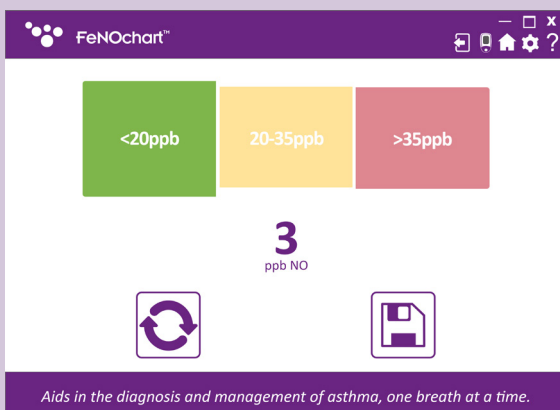 FeNOchart™
<20ppb 20-35ppb >35ppb
3
ppb NO
Aids in the diagnosis and management of asthma, one breath at a time.